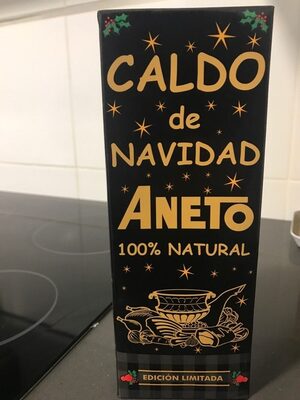 CALDO
de
NAVIDAD
ANETO
100% NATURAL
EDICIÓN LIMITADA